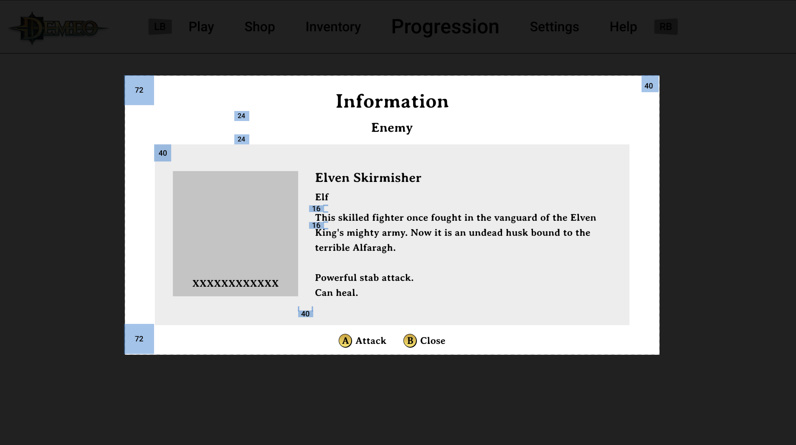 DEMEO
LB Play Shop Inventory Progression Settings Help RB
72
40
Information
24
Enemy
24
40
Elven Skirmisher
Elf
16
This skilled fighter once fought in the vanguard of the Elven
16
King's mighty army. Now it is an undead husk bound to the
terrible Alfaragh.
Powerful stab attack.
XXXXXXXXXXXX
Can heal.
40
72
A Attack B Close